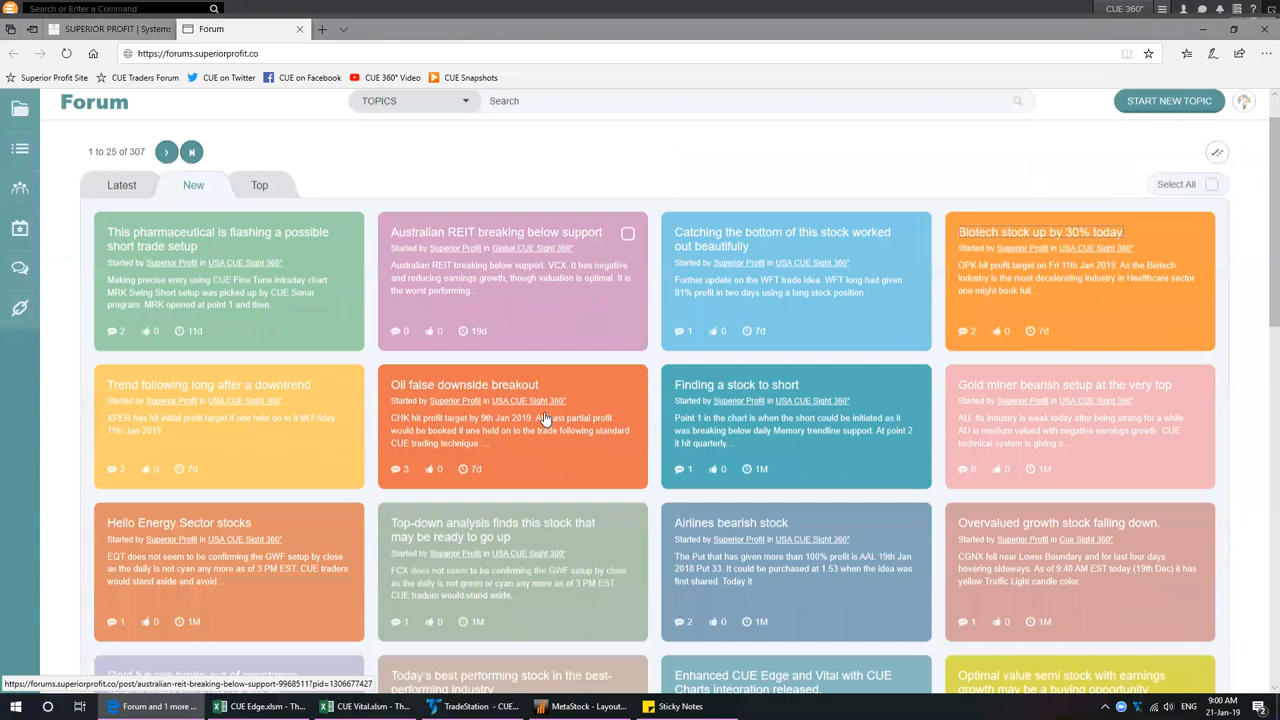 Search or Enter Command
CUE 360°
SUPERIOR PROFIT | Systems
Forum
https://forums.superiorprofit.co
Superior Profit Site
CUE Traders Forum
CUE on Twitter
CUE on Facebook
CUE 360° Video
CUE Snapshots
Forum
TOPICS
Search
START NEW TOPIC
1 to 25 of 307
Latest
New
Top
Select All
This pharmaceutical is flashing a possible
short trade setup
Started by Superior Profit in USA CUE Sight 360°
Making precise entry using CUE Fine Tune intraday chart:
MRK Swing Short setup was picked up by CUE Sonar
program. MRK opened at point 1 and then...
2 0 11d
Australian REIT breaking below support
Started by Superior Profit in Global CUE Sight 360°
Australian REIT breaking below support. VCX. It has negative
and reducing earnings growth, though valuation is optimal. It is
the worst performing...
0 0 19d
Catching the bottom of this stock worked
out beautifully
Started by Superior Profit in USA CUE Sight 360°
Further update on the WFT trade idea. WFT long had given
81% profit in two days using a long stock position
1 0 7d
Biotech stock up by 30% today
Started by Superior Profit in USA CUE Sight 360°
OPK hit profit target on Fri 11th Jan 2019. As the Biotech
industry is the most decelerating industry in Healthcare sector
one might book full...
2 0 7d
Trend following long after a downtrend
Started by Superior Profit in USA CUE Sight 360°
XPER has hit initial profit target if one held on to it till Friday
11th Jan 2019
2 0 7d
Oil false downside breakout
Started by Superior Profit in USA CUE Sight 360°
CHK hit profit target by 9th Jan 2019. At least partial profit
would be booked if one held on to the trade following standard
CUE trading technique. ...
3 0 7d
Finding a stock to short
Started by Superior Profit in USA CUE Sight 360°
Point 1 in the chart is when the short could be initiated as it
was breaking below daily Memory trendline support. At point 2
it hit quarterly...
1 0 1M
Gold miner bearish setup at the very top
Started by Superior Profit in USA CUE Sight 360°
AU. Its industry is weak today after being strong for a while.
AU is medium valued with negative earnings growth. CUE
technical system is giving a...
0 0 1M
Hello Energy Sector stocks
Started by Superior Profit in USA CUE Sight 360°
EQT does not seem to be confirming the GWF setup by close
as the daily is not cyan any more as of 3 PM EST. CUE traders
would stand aside and avoid...
1 0 1M
Top-down analysis finds this stock that
may be ready to go up
Started by Superior Profit in USA CUE Sight 360°
FCX does not seem to be confirming the GWF setup by close
as the daily is not green or cyan any more as of 3 PM EST.
CUE traders would stand aside...
1 0 1M
Airlines bearish stock
Started by Superior Profit in USA CUE Sight 360°
The Put that has given more than 100% profit is AAL 19th Jan
2018 Put 33. It could be purchased at 1.53 when the idea was
first shared. Today it..
2 0 1M
Overvalued growth stock falling down.
Started by Superior Profit in Cue Sight 360°
CGNX fell near Lower Boundary and for last four days
hovering sideways. As of 9:40 AM EST today (19th Dec) it has
yellow Traffic Light candle color...
1 0 1M
Gold futures broke out of resistance
Today's best performing stock in the best-
performing industry
Enhanced CUE Edge and Vital with CUE
Charts integration released.
Optimal value semi stock with earnings
growth may be a buying opportunity
https://forums.superiorprofit.co/post/australian-reit-breaking-below-support-9968511?pid=1306677427
Forum and 1 more ...
CUE Edge.xlsm - Th...
CUE Vital.xlsm - Th...
TradeStation - CUE...
MetaStock - Layout...
Sticky Notes
ENG
9:00 AM
21-Jan-19
2